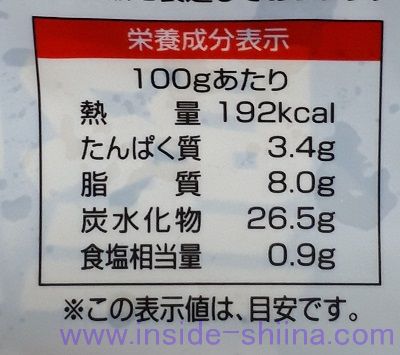 栄養成分表示
100gあたり
熱 量 192kcal
たんぱく質 3.4g
脂 質 8.0g
炭水化物 26.5g
食塩相当量 0.9g
※この表示値は、目安です。
www.inside-shiina.com